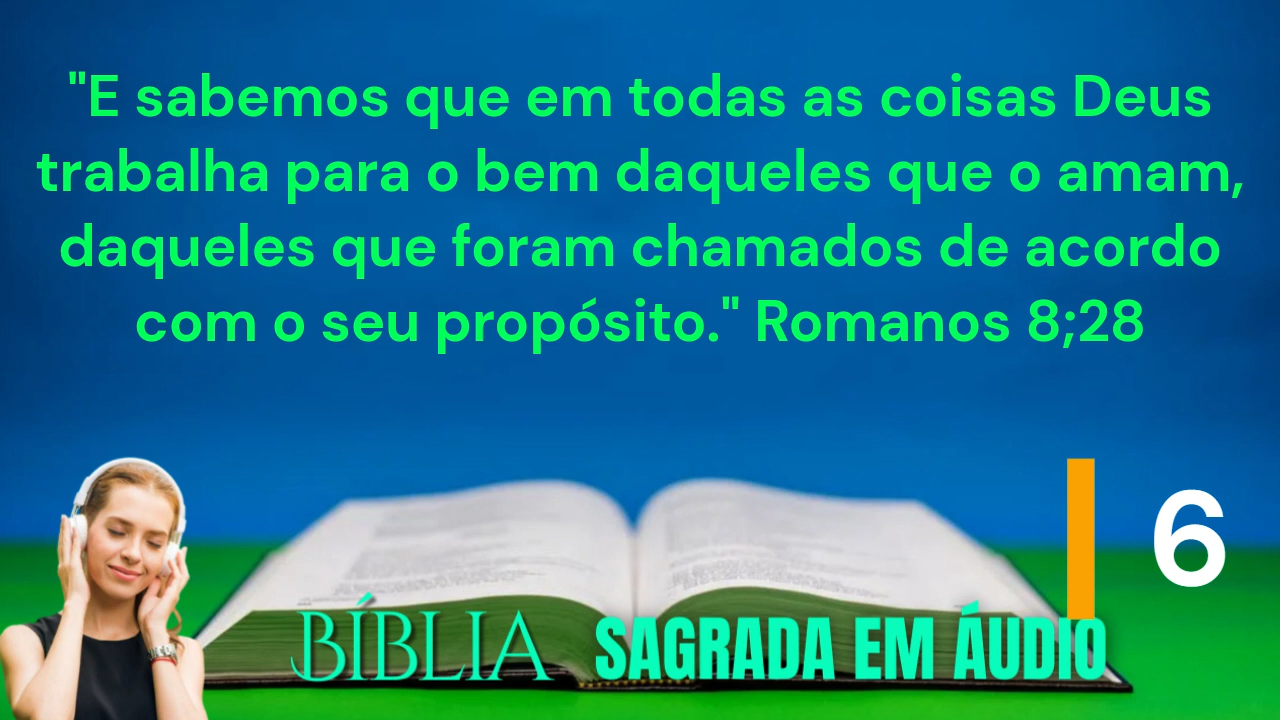 "E sabemos que em todas as coisas Deus
trabalha para o bem daqueles que o amam,
daqueles que foram chamados de acordo
com o seu propósito." Romanos 8;28
6
BÍBLIA SAGRADA EM ÁUDIO